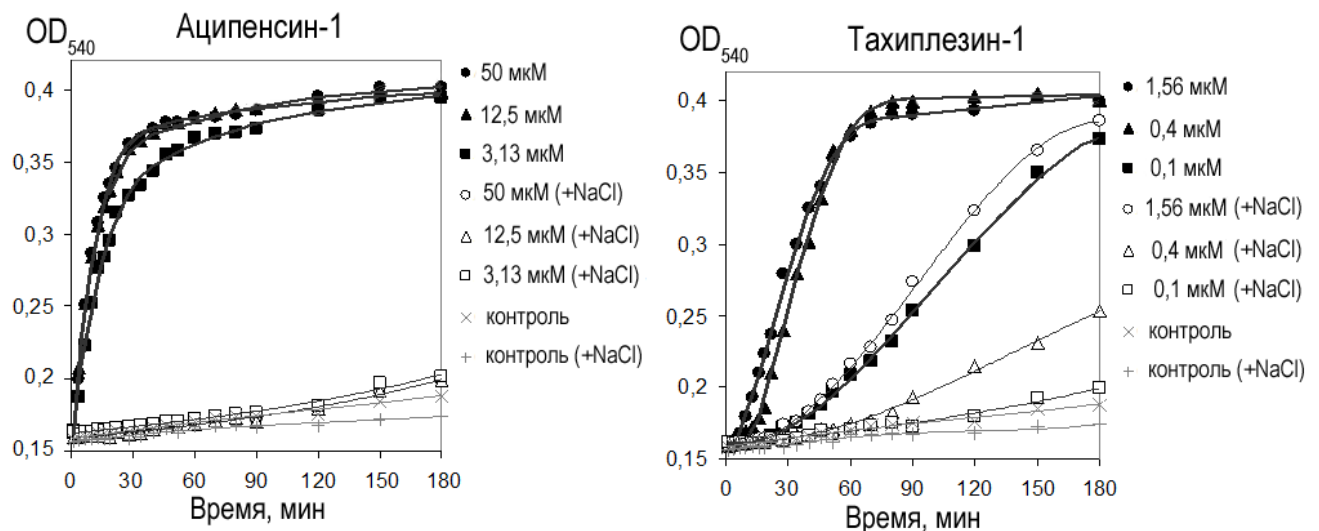 Аципенсин-1
OD540
0,4
0,35
0,3
0,25
0,2
0,15
0 30 60 90 120 150 180
Время, мин
50 мкМ
12,5 мкМ
3,13 мкМ
50 мкМ (+NaCl)
12,5 мкМ (+NaCl)
3,13 мкМ (+NaCl)
контроль
контроль (+NaCl)
Тахиплезин-1
OD540
0,4
0,35
0,3
0,25
0,2
0,15
0 30 60 90 120 150 180
Время, мин
1,56 мкМ
0,4 мкМ
0,1 мкМ
1,56 мкМ (+NaCl)
0,4 мкМ (+NaCl)
0,1 мкМ (+NaCl)
контроль
контроль (+NaCl)